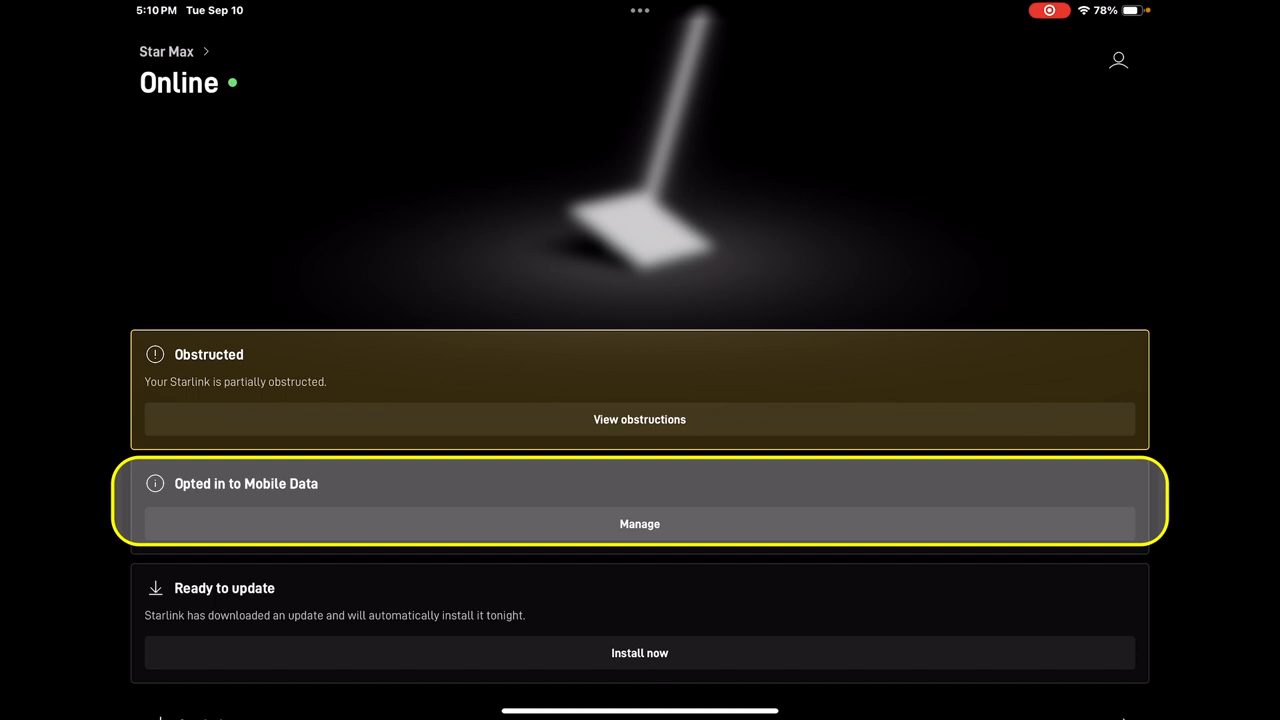 5:10 PM Tue Sep 10
78%
Star Max
Online
Obstructed
Your Starlink is partially obstructed.
View obstructions
Opted in to Mobile Data
Manage
Ready to update
Starlink has downloaded an update and will automatically install it tonight.
Install now